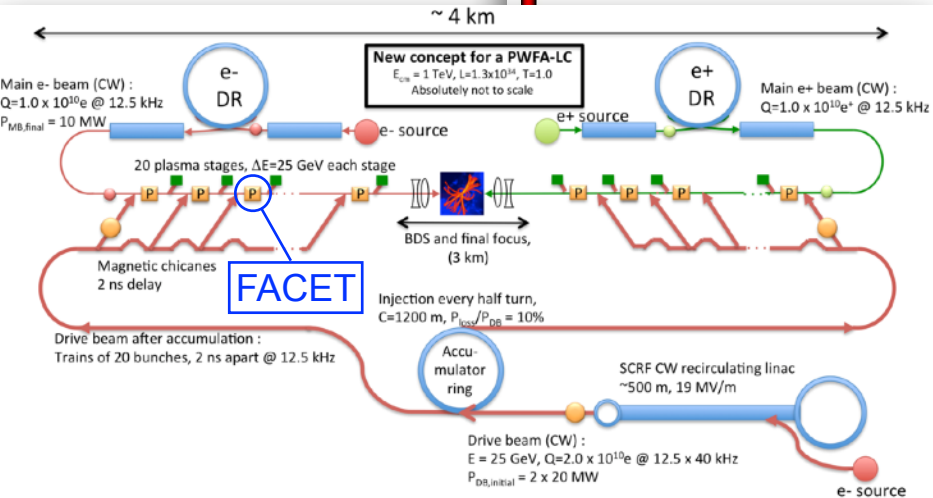 ~ 4 km
New concept for a PWFA-LC
E_cm = 1 TeV, L=1.3x10^34, T=1.0
Absolutely not to scale
Main e- beam (CW) :
Q=1.0 x 10^10e @ 12.5 kHz
P_MB,final = 10 MW
e-
DR
e- source
e+ source
e+
DR
Main e+ beam (CW) :
Q=1.0 x 10^10e^+ @ 12.5 kHz
20 plasma stages, ΔE=25 GeV each stage
P
P
P
P
P
P
P
P
BDS and final focus,
(3 km)
Magnetic chicanes
2 ns delay
FACET
Injection every half turn,
C=1200 m, P_loss/P_DB = 10%
Drive beam after accumulation :
Trains of 20 bunches, 2 ns apart @ 12.5 kHz
Accu-
mulator
ring
SCRF CW recirculating linac
~500 m, 19 MV/m
Drive beam (CW) :
E = 25 GeV, Q=2.0 x 10^10e @ 12.5 x 40 kHz
P_DB,initial = 2 x 20 MW
e- source